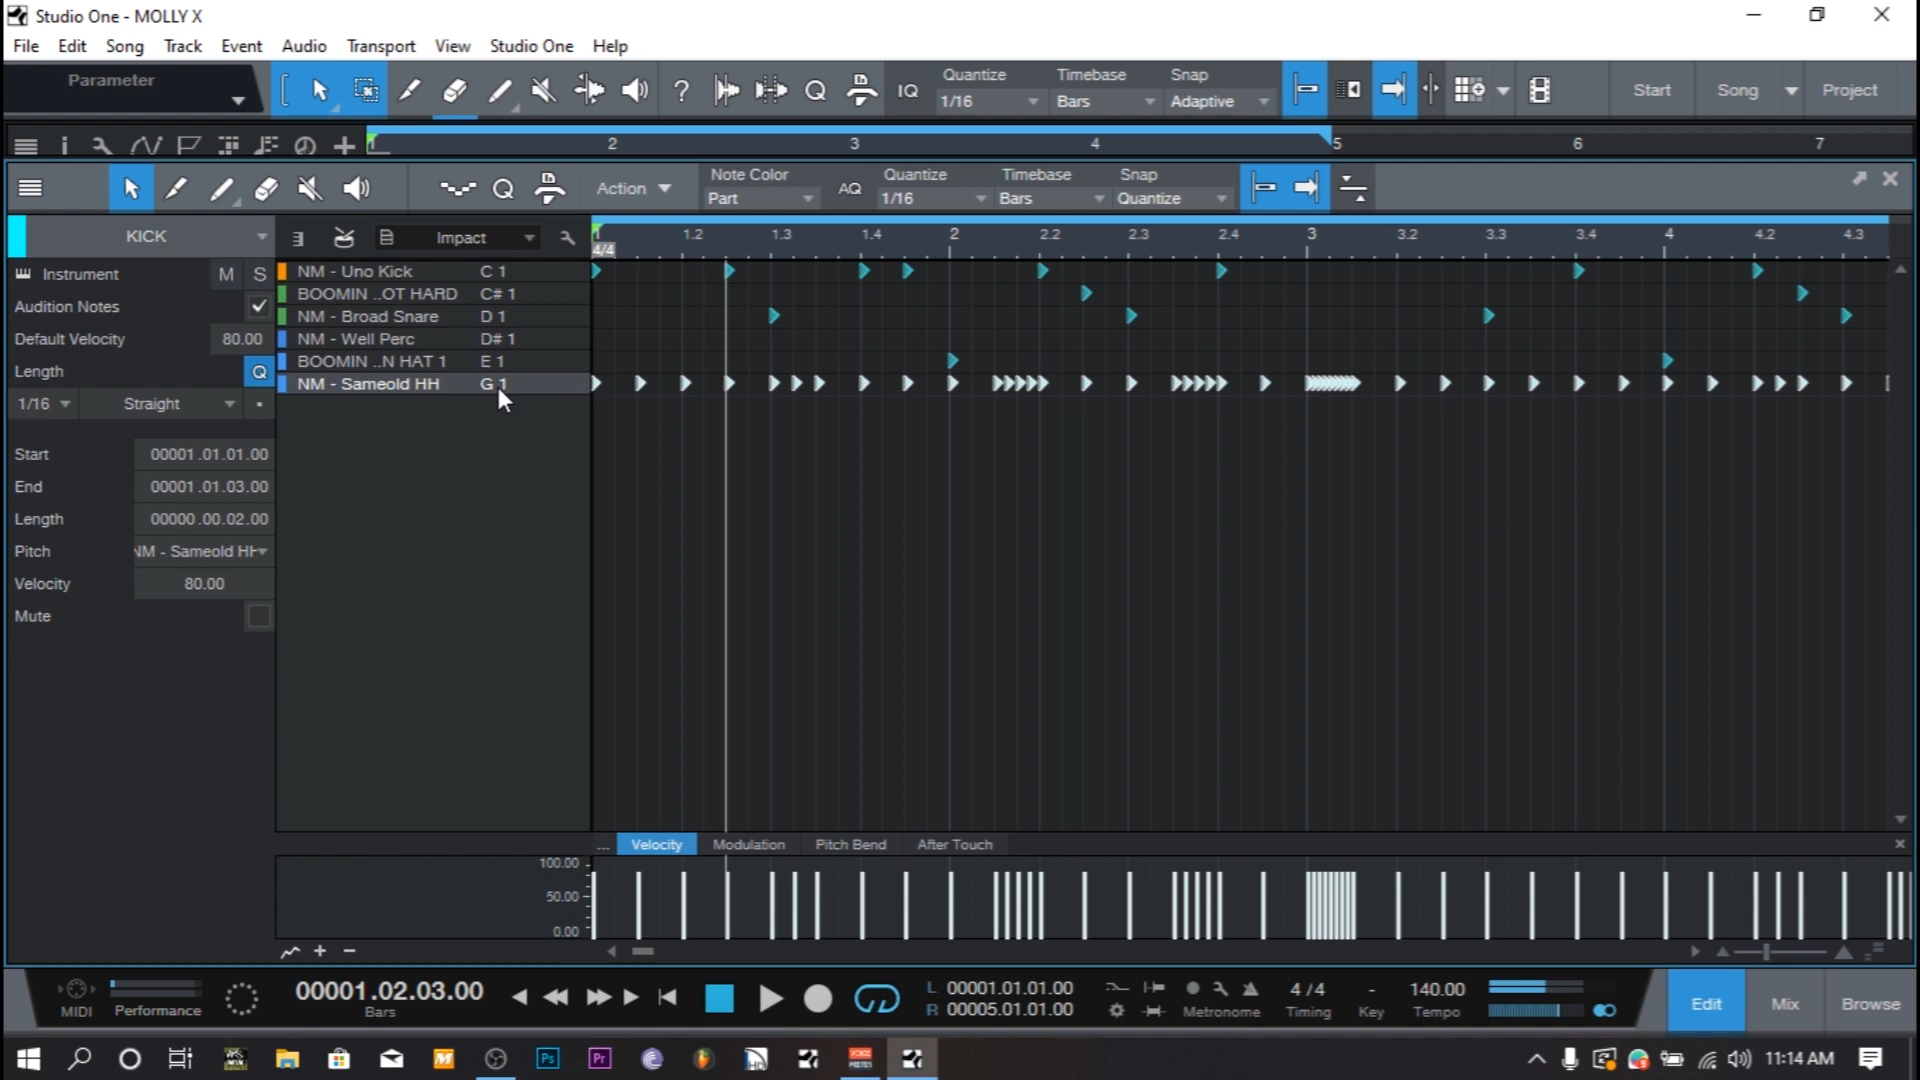 Studio One - MOLLY X
File Edit Song Track Event Audio Transport View Studio One Help
Parameter
? Q IQ
Quantize Timebase Snap
1/16 Bars Adaptive
Start Song Project
1 2 3 4 5 6 7
Action
Note Color
Part
AQ
Quantize Timebase Snap
1/16 Bars Quantize
KICK
Impact
1 1.2 1.3 1.4 2 2.2 2.3 2.4 3 3.2 3.3 3.4 4 4.2 4.3
4/4
Instrument M S
Audition Notes
Default Velocity 80.00
Length Q
1/16 Straight
Start 00001.01.01.00
End 00001.01.03.00
Length 00000.00.02.00
Pitch NM - Sameold HH
Velocity 80.00
Mute
NM - Uno Kick C 1
BOOMIN ..OT HARD C# 1
NM - Broad Snare D 1
NM - Well Perc D# 1
BOOMIN ..N HAT 1 E 1
NM - Sameold HH G 1
... Velocity Modulation Pitch Bend After Touch
100.00
50.00
0.00
MIDI
Performance
00001.02.03.00
Bars
L 00001.01.01.00
R 00005.01.01.00
Metronome
4 / 4
Timing
-
Key
140.00
Tempo
Edit Mix Browse
Ps Pr
11:14 AM